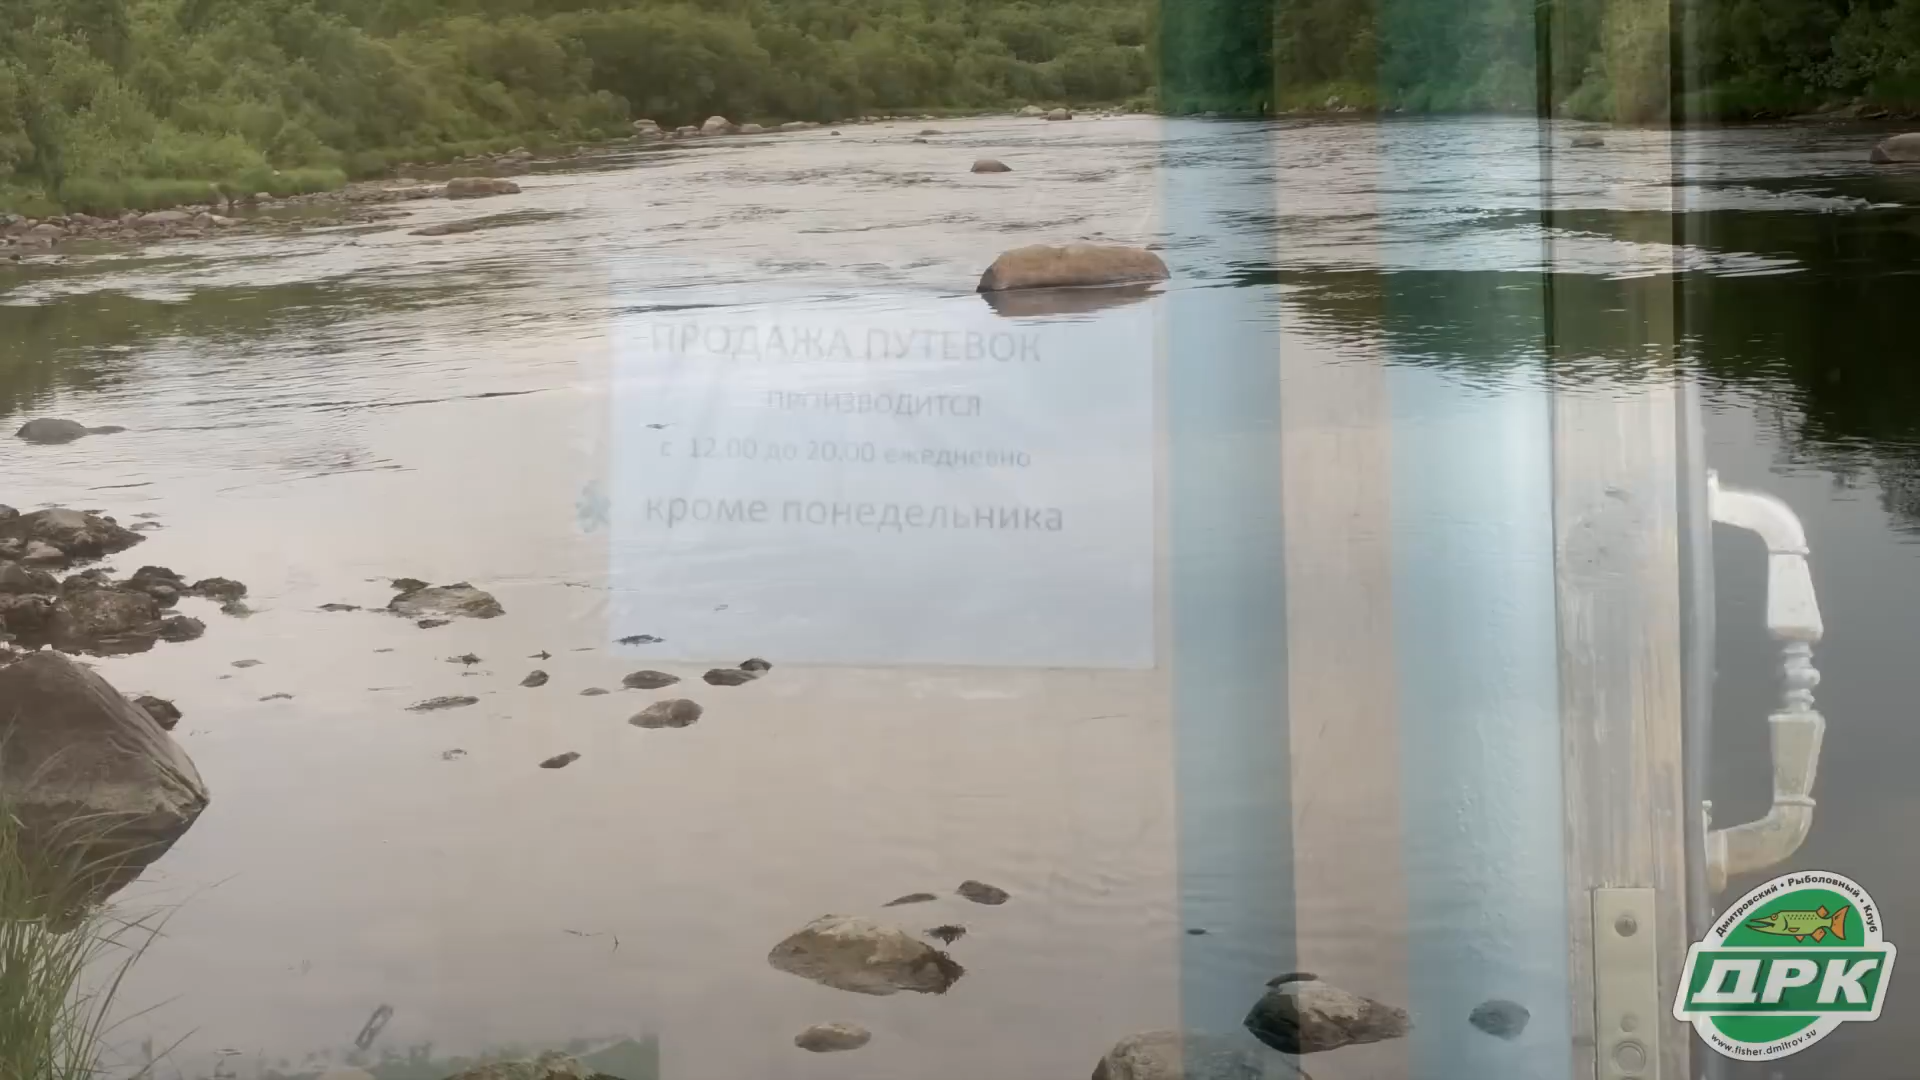 ПРОДАЖА ПУТЕВОК
ПРОИЗВОДИТСЯ
с 12.00 до 20.00 ежедневно
кроме понедельника
Дмитровский • Рыболовный • Клуб
ДРК
www.fisher.dmitrov.su